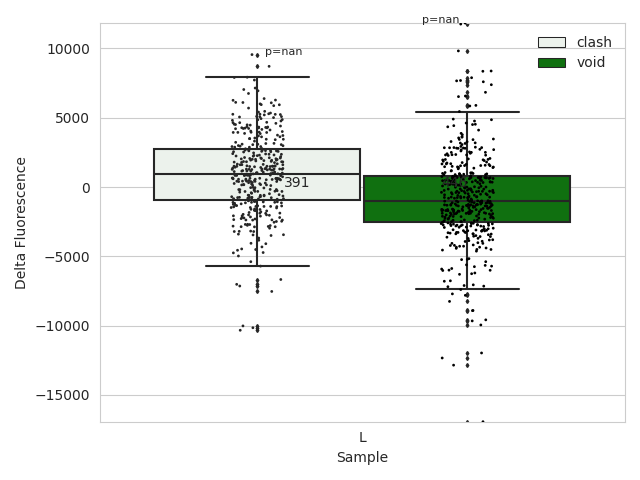 p=nan
p=nan
clash
void
10000
5000
0
−5000
−10000
−15000
391
Delta Fluorescence
L
Sample